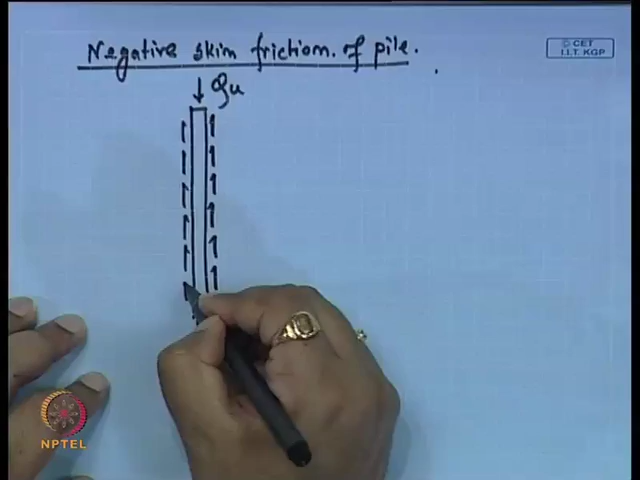 Negative skin friction. of pile.
© CET
I.I.T. KGP
Qu
NPTEL